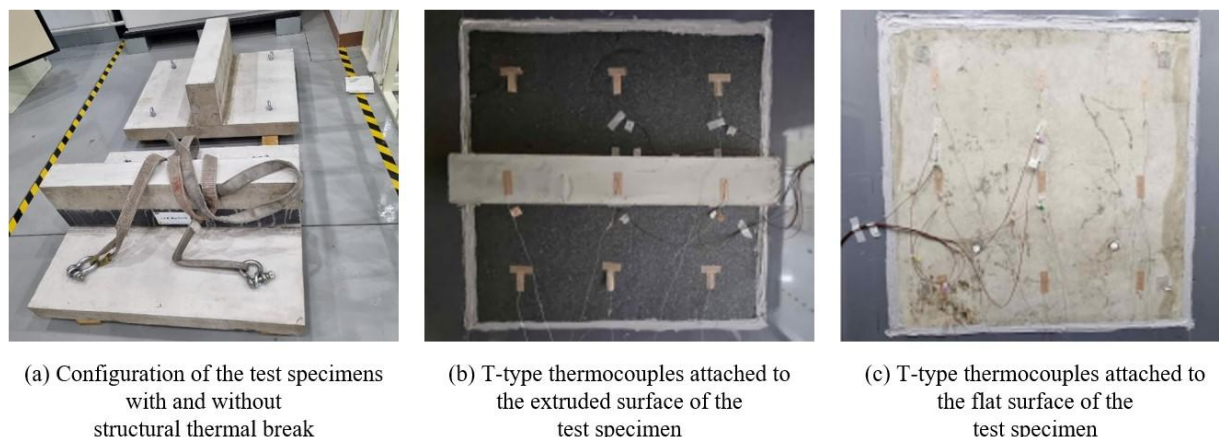 (a) Configuration of the test specimens
with and without
structural thermal break
(b) T-type thermocouples attached to
the extruded surface of the
test specimen
(c) T-type thermocouples attached to
the flat surface of the
test specimen